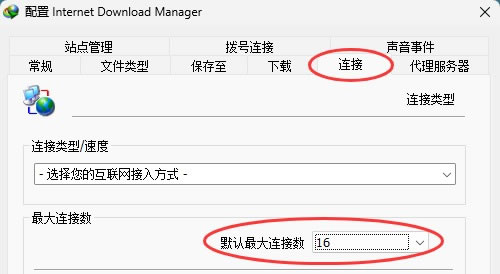 配置 Internet Download Manager
站点管理 拨号连接 声音事件
常规 文件类型 保存至 下载 连接 代理服务器
连接类型
连接类型/速度
- 选择您的互联网接入方式 -
最大连接数
默认最大连接数 16